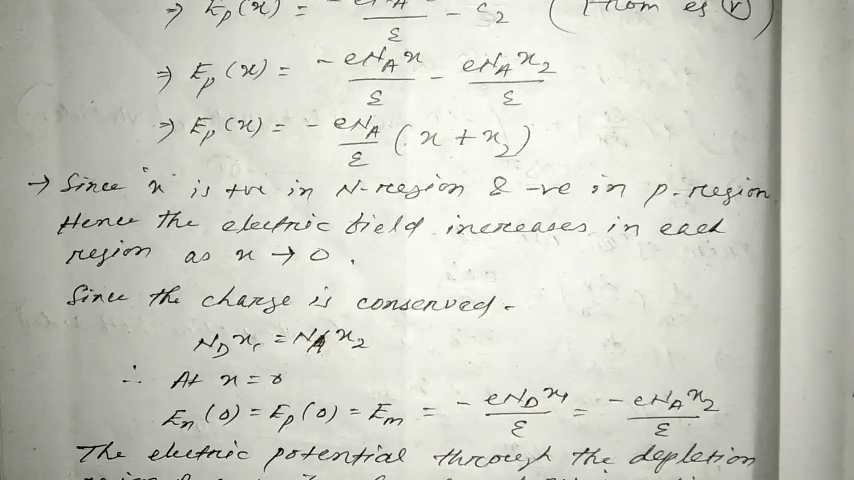 ⇒ Ep(x) = - eNA / ε - C2 (From eq (v))
⇒ Ep(x) = - eNAx / ε - eNAx2 / ε
⇒ Ep(x) = - eNA / ε (x + x2)
→ Since 'x' is +ve in N-region & -ve in p-region.
Hence the electric field increases in each
region as x → 0.
Since the charge is conserved -
NDx1 = NAx2
∴ At x = 0
En(0) = Ep(0) = Em = - eNDx1 / ε = - eNAx2 / ε
The electric potential through the depletion